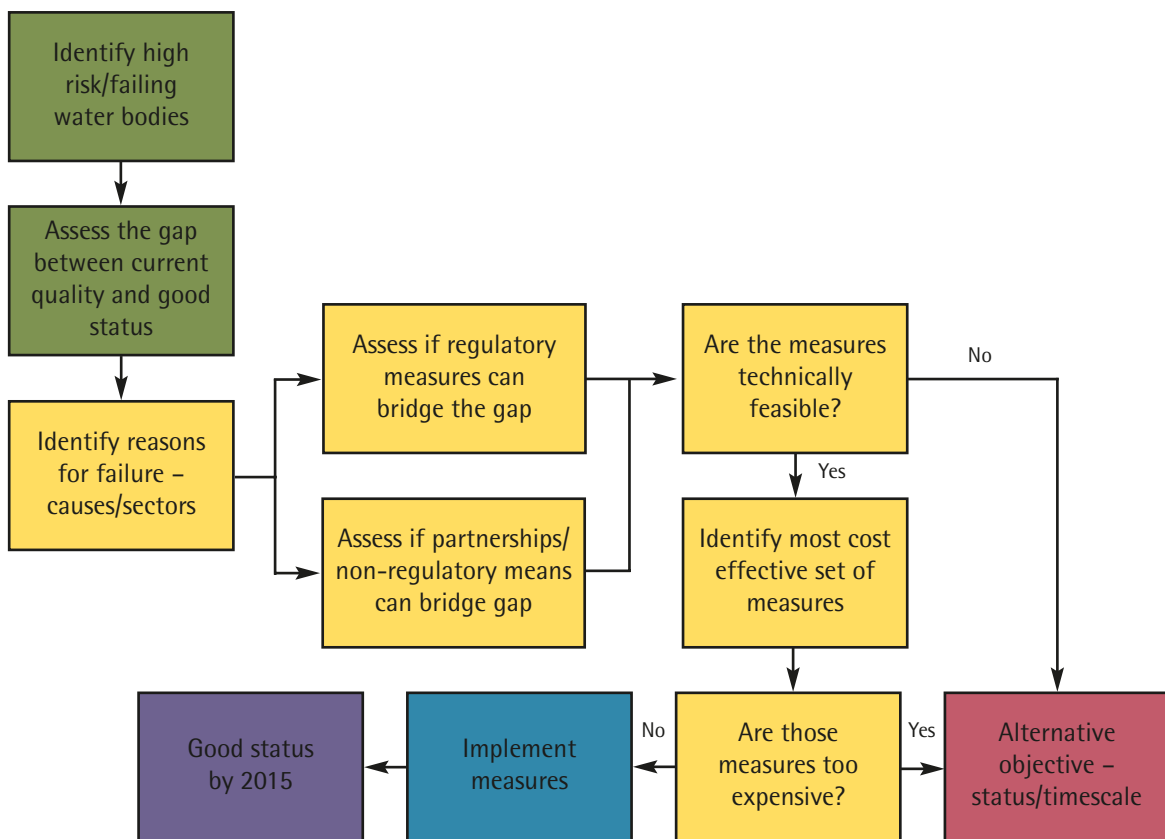 Identify high
risk/failing
water bodies
Assess the gap
between current
quality and good
status
Identify reasons
for failure –
causes/sectors
Assess if regulatory
measures can
bridge the gap
Assess if partnerships/
non-regulatory means
can bridge gap
Are the measures
technically
feasible?
No
Yes
Identify most cost
effective set of
measures
Are those
measures too
expensive?
No
Yes
Implement
measures
Good status
by 2015
Alternative
objective –
status/timescale